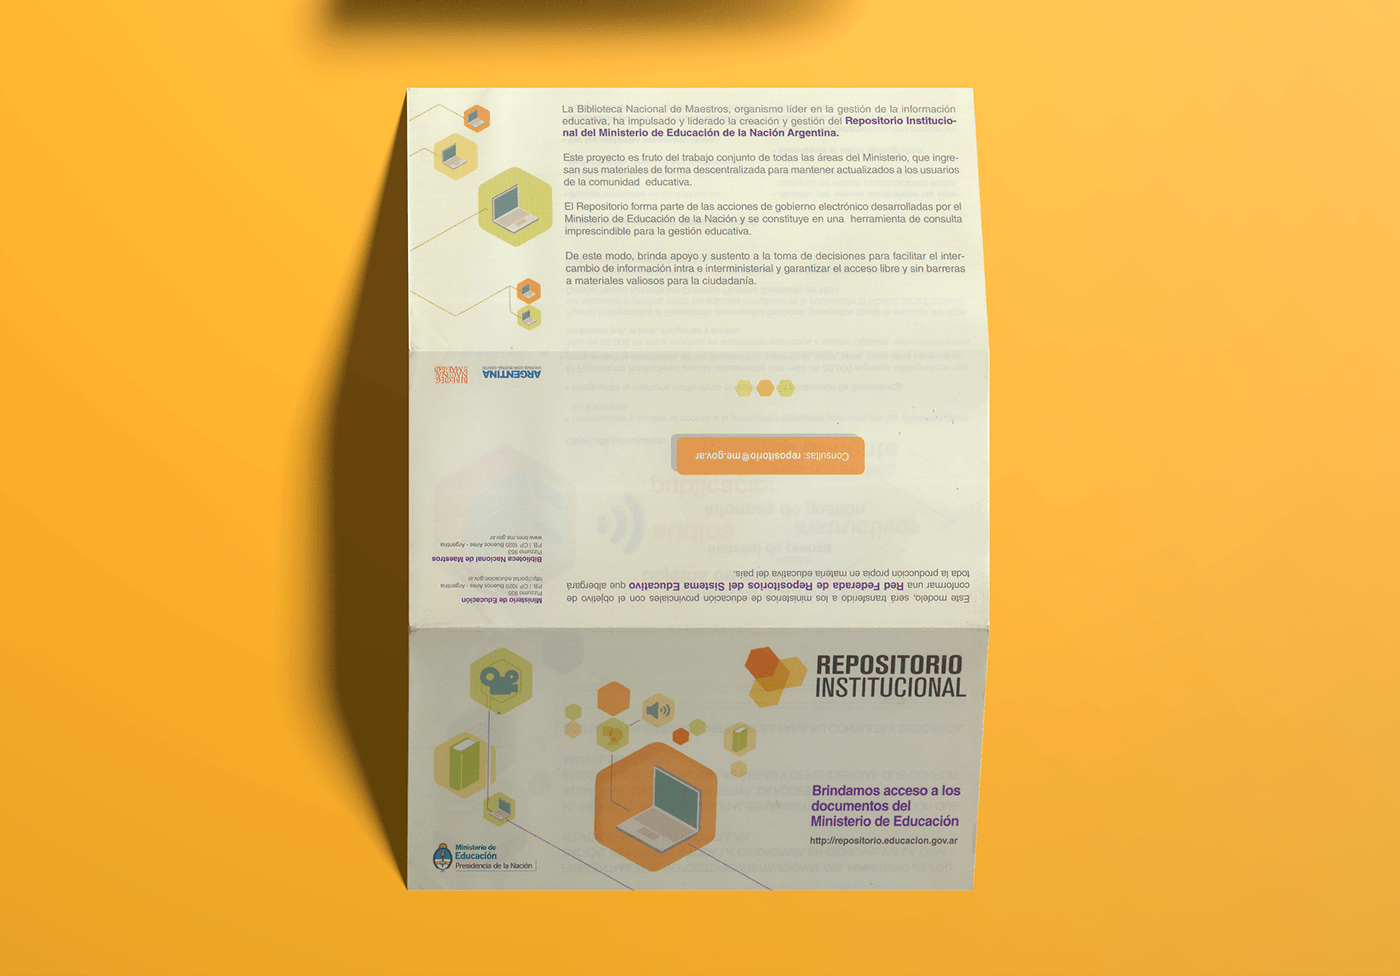 La Biblioteca Nacional de Maestros, organismo líder en la gestión de la información
educativa, ha impulsado y liderado la creación y gestión del Repositorio Institucio-
nal del Ministerio de Educación de la Nación Argentina.
Este proyecto es fruto del trabajo conjunto de todas las áreas del Ministerio, que ingre-
san sus materiales de forma descentralizada para mantener actualizados a los usuarios
de la comunidad educativa.
El Repositorio forma parte de las acciones de gobierno electrónico desarrolladas por el
Ministerio de Educación de la Nación y se constituye en una herramienta de consulta
imprescindible para la gestión educativa.
De este modo, brinda apoyo y sustento a la toma de decisiones para facilitar el inter-
cambio de información intra e interministerial y garantizar el acceso libre y sin barreras
a materiales valiosos para la ciudadanía.
Este modelo, será transferido a los ministerios de educación provinciales con el objetivo de
conformar una Red Federada de Repositorios del Sistema Educativo que albergará
toda la producción propia en materia educativa del país.
Consultas: repositorio@me.gov.ar
Ministerio de Educación
Pizzurno 935
P.B. / CP 1020 Buenos Aires - Argentina
http://portal.educacion.gov.ar
Biblioteca Nacional de Maestros
Pizzurno 953
P.B. / CP 1020 Buenos Aires - Argentina
www.bnm.me.gov.ar
ARGENTINA
UN PAÍS CON BUENA GENTE
REPOSITORIO
INSTITUCIONAL
Brindamos acceso a los
documentos del
Ministerio de Educación
http://repositorio.educacion.gov.ar
Ministerio de
Educación
Presidencia de la Nación